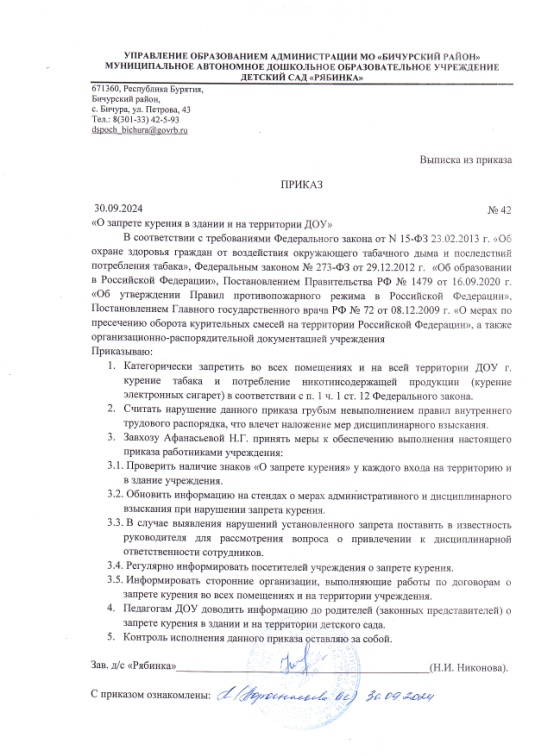 УПРАВЛЕНИЕ ОБРАЗОВАНИЕМ АДМИНИСТРАЦИИ МО «БИЧУРСКИЙ РАЙОН»
МУНИЦИПАЛЬНОЕ АВТОНОМНОЕ ДОШКОЛЬНОЕ ОБРАЗОВАТЕЛЬНОЕ УЧРЕЖДЕНИЕ
ДЕТСКИЙ САД «РЯБИНКА»
671360, Республика Бурятия,
Бичурский район,
с. Бичура, ул. Петрова, 43
Тел.: 8(301-33) 42-5-93
dspoch_bichura@govrb.ru
Выписка из приказа
ПРИКАЗ
30.09.2024 № 42
«О запрете курения в здании и на территории ДОУ»
В соответствии с требованиями Федерального закона от N 15-ФЗ 23.02.2013 г. «Об
охране здоровья граждан от воздействия окружающего табачного дыма и последствий
потребления табака», Федеральным законом № 273-ФЗ от 29.12.2012 г. «Об образовании
в Российской Федерации», Постановлением Правительства РФ № 1479 от 16.09.2020 г.
«Об утверждении Правил противопожарного режима в Российской Федерации»,
Постановлением Главного государственного врача РФ № 72 от 08.12.2009 г. «О мерах по
пресечению оборота курительных смесей на территории Российской Федерации», а также
организационно-распорядительной документацией учреждения
Приказываю:
1. Категорически запретить во всех помещениях и на всей территории ДОУ г.
курение табака и потребление никотинсодержащей продукции (курение
электронных сигарет) в соответствии с п. 1 ч. 1 ст. 12 Федерального закона.
2. Считать нарушение данного приказа грубым невыполнением правил внутреннего
трудового распорядка, что влечет наложение мер дисциплинарного взыскания.
3. Завхозу Афанасьевой Н.Г. принять меры к обеспечению выполнения настоящего
приказа работниками учреждения:
3.1. Проверить наличие знаков «О запрете курения» у каждого входа на территорию и
в здание учреждения.
3.2. Обновить информацию на стендах о мерах административного и дисциплинарного
взыскания при нарушении запрета курения.
3.3. В случае выявления нарушений установленного запрета поставить в известность
руководителя для рассмотрения вопроса о привлечении к дисциплинарной
ответственности сотрудников.
3.4. Регулярно информировать посетителей учреждения о запрете курения.
3.5. Информировать сторонние организации, выполняющие работы по договорам о
запрете курения во всех помещениях и на территории учреждения.
4. Педагогам ДОУ доводить информацию до родителей (законных представителей) о
запрете курения в здании и на территории детского сада.
5. Контроль исполнения данного приказа оставляю за собой.
Зав. д/с «Рябинка» (Н.И. Никонова).
С приказом ознакомлены: 30.09.2024